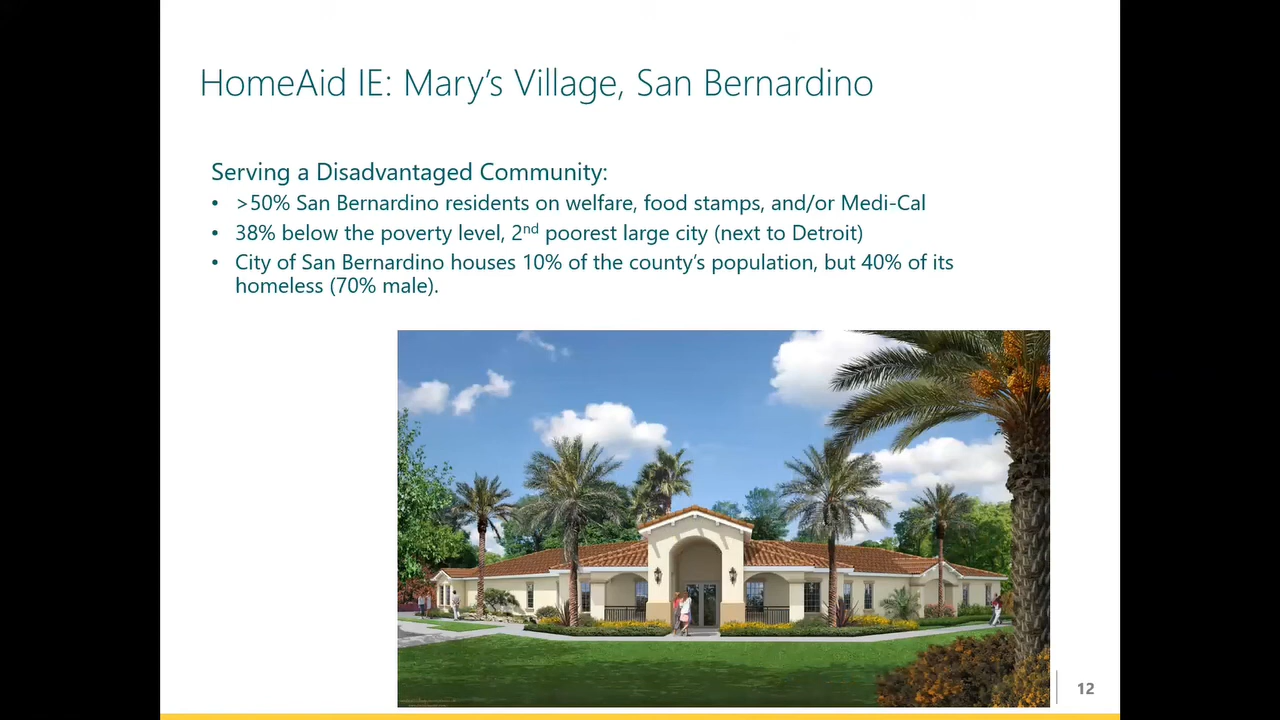 HomeAid IE: Mary’s Village, San Bernardino
Serving a Disadvantaged Community:
• >50% San Bernardino residents on welfare, food stamps, and/or Medi-Cal
• 38% below the poverty level, 2nd poorest large city (next to Detroit)
• City of San Bernardino houses 10% of the county’s population, but 40% of its
homeless (70% male).
12